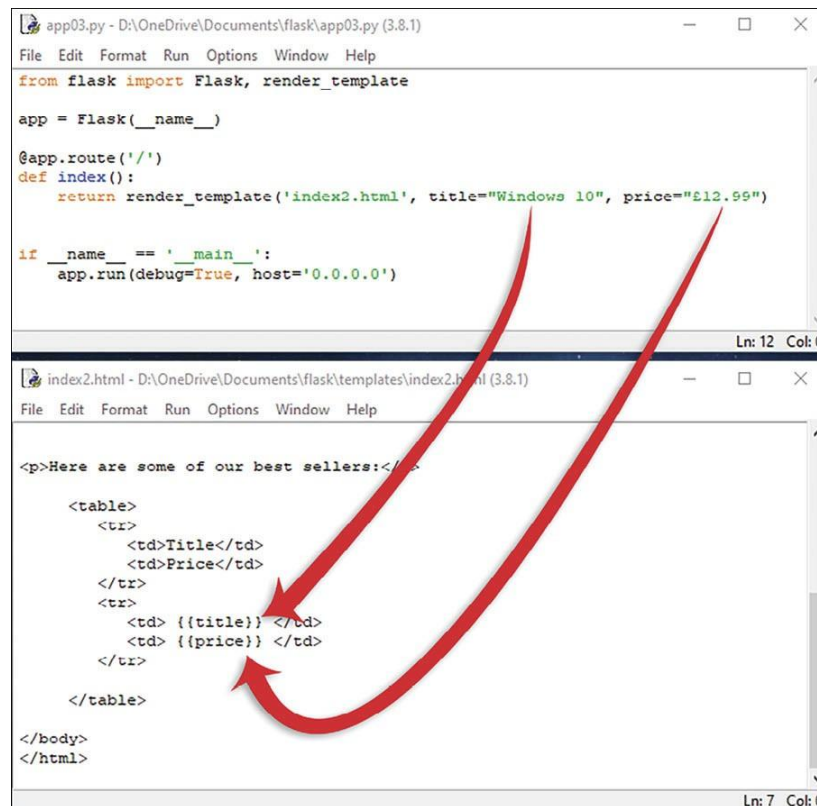 app03.py - D:\OneDrive\Documents\flask\app03.py (3.8.1)
File Edit Format Run Options Window Help
from flask import Flask, render_template
app = Flask(__name__)
@app.route('/')
def index():
    return render_template('index2.html', title="Windows 10", price="£12.99")
if __name__ == '__main__':
    app.run(debug=True, host='0.0.0.0')
Ln: 12 Col:
index2.html - D:\OneDrive\Documents\flask\templates\index2.html (3.8.1)
File Edit Format Run Options Window Help
<p>Here are some of our best sellers:</
<table>
<tr>
<td>Title</td>
<td>Price</td>
</tr>
<tr>
<td> {{title}} </td>
<td> {{price}} </td>
</tr>
</table>
</body>
</html>
Ln: 7 Col: